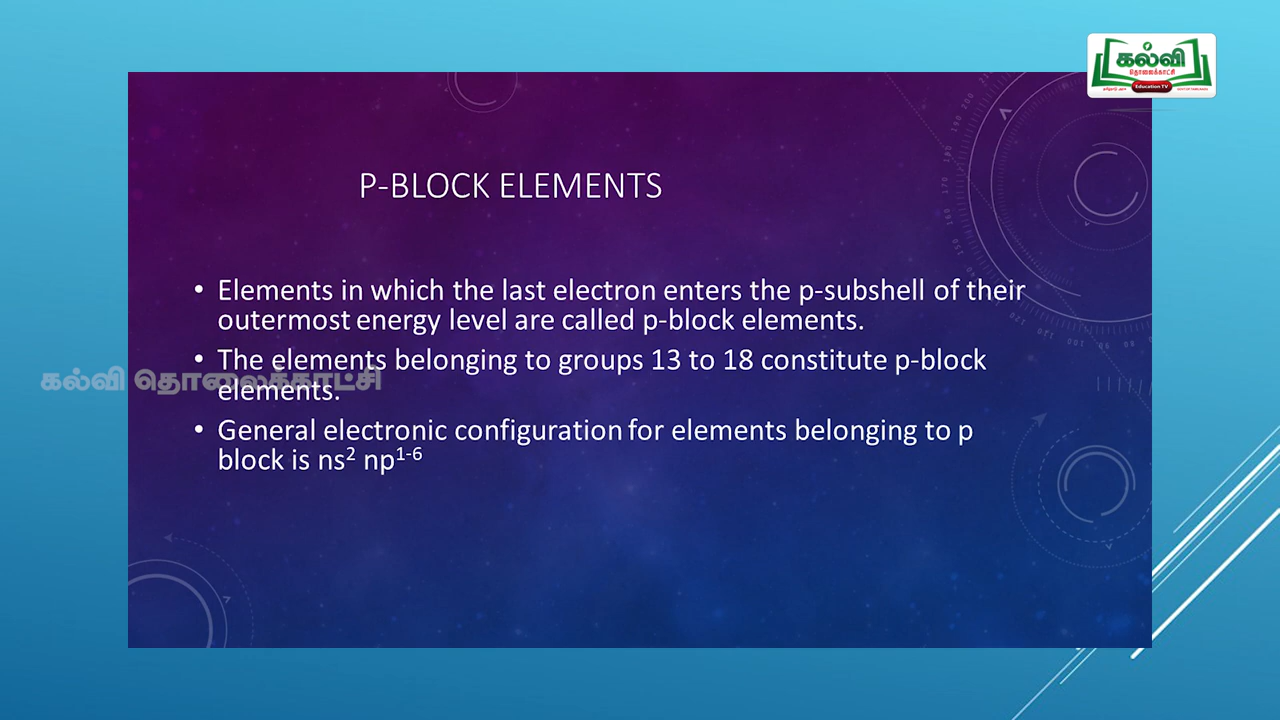 கல்வி
தொலைக்காட்சி
Education TV
P-BLOCK ELEMENTS
• Elements in which the last electron enters the p-subshell of their
outermost energy level are called p-block elements.
• The elements belonging to groups 13 to 18 constitute p-block
elements.
கல்வி தொலைக்காட்சி
• General electronic configuration for elements belonging to p
block is ns² np¹⁻⁶